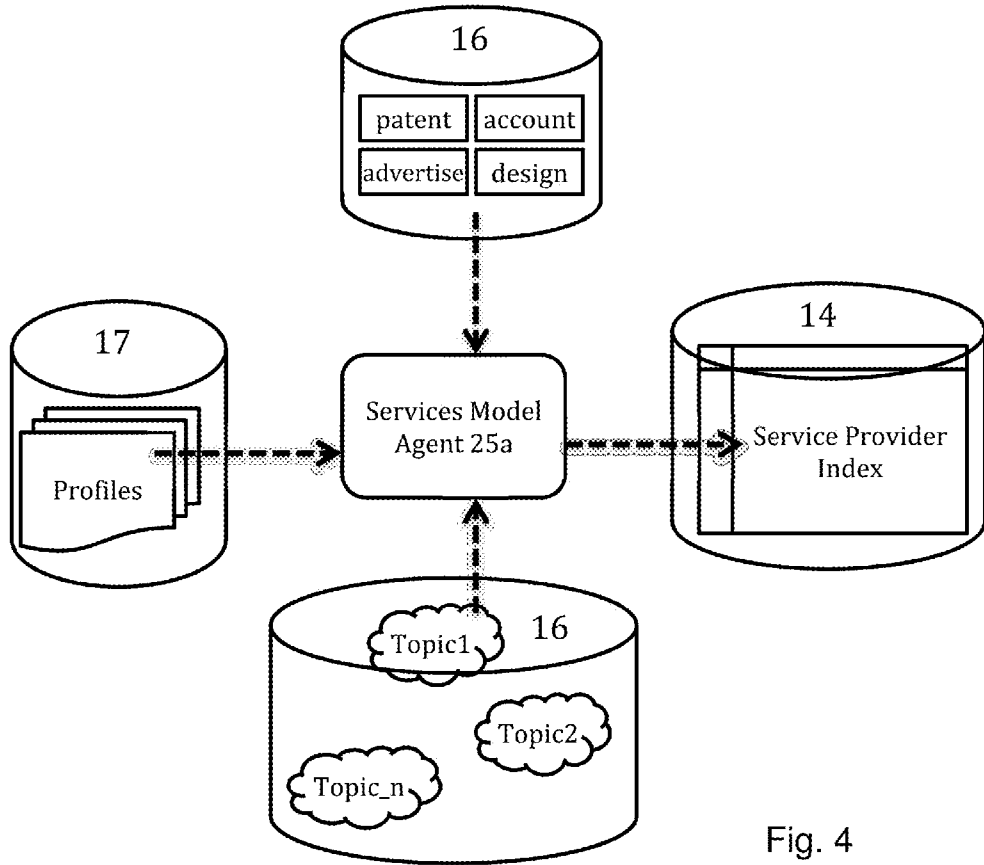 16
patent
account
advertise
design
17
Profiles
Services Model
Agent 25a
14
Service Provider
Index
16
Topic1
Topic2
Topic_n
Fig. 4